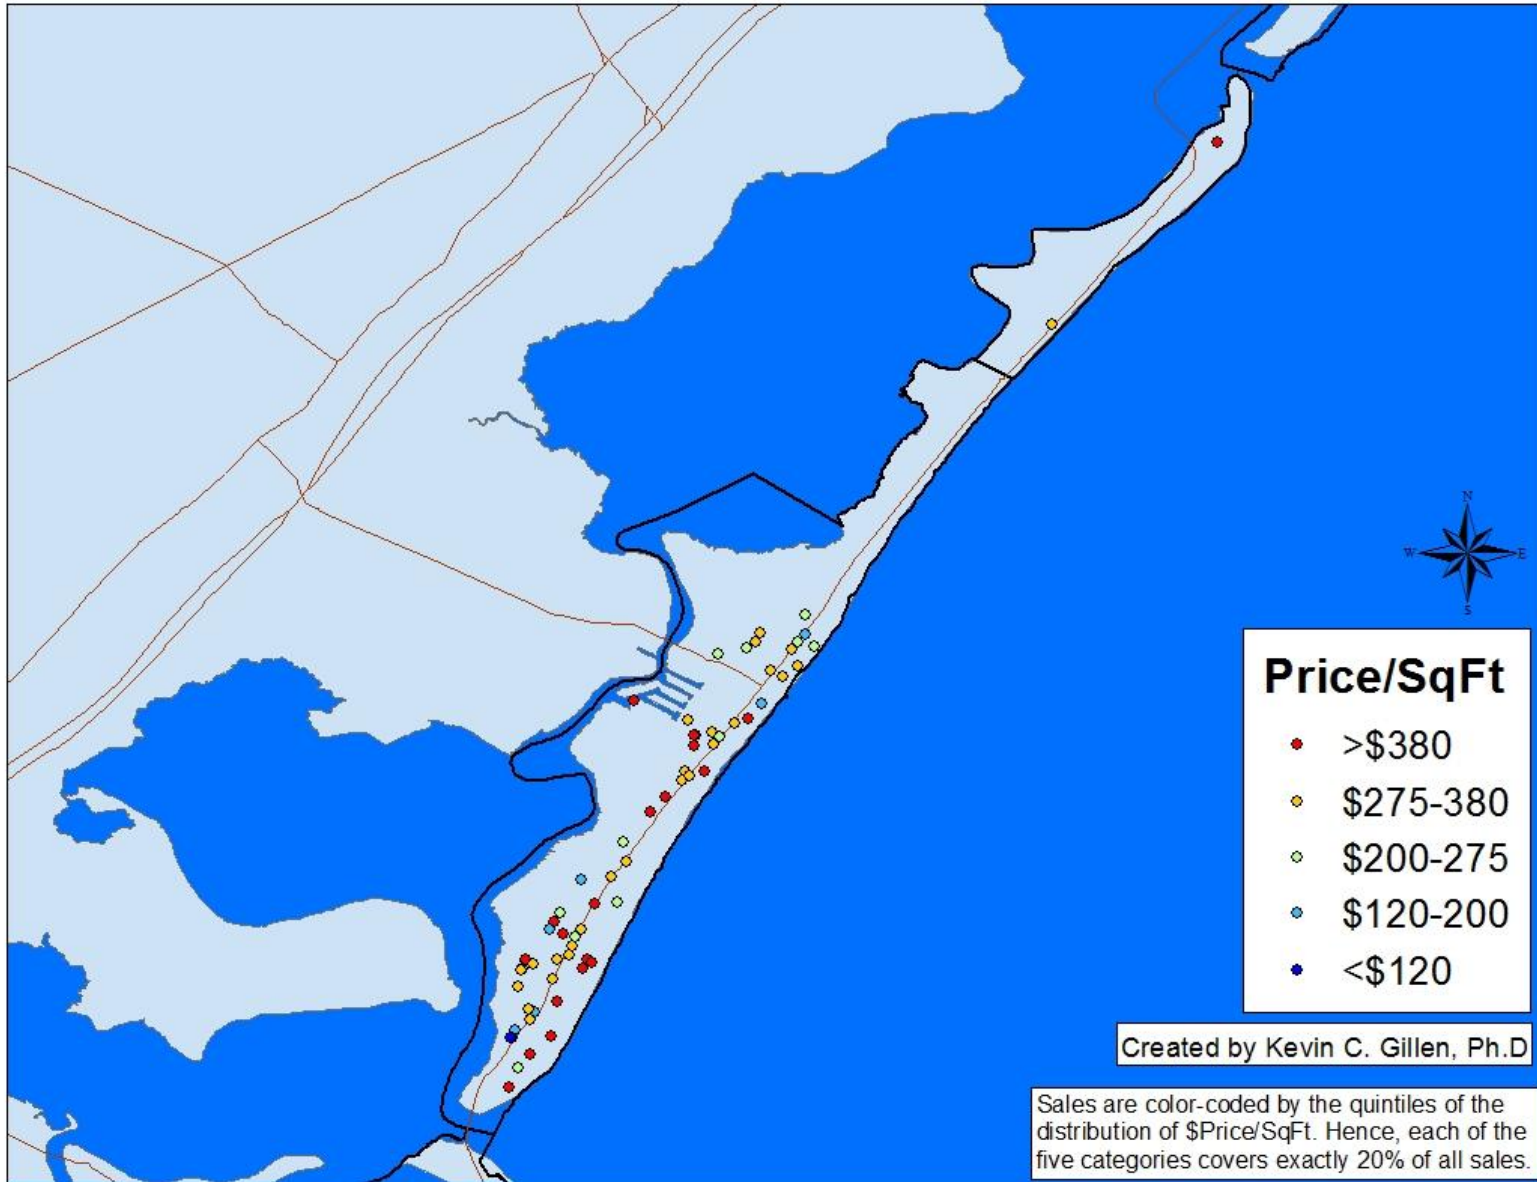 N
W
E
S
Price/SqFt
>$380
$275-380
$200-275
$120-200
<$120
Created by Kevin C. Gillen, Ph.D
Sales are color-coded by the quintiles of the
distribution of $Price/SqFt. Hence, each of the
five categories covers exactly 20% of all sales.